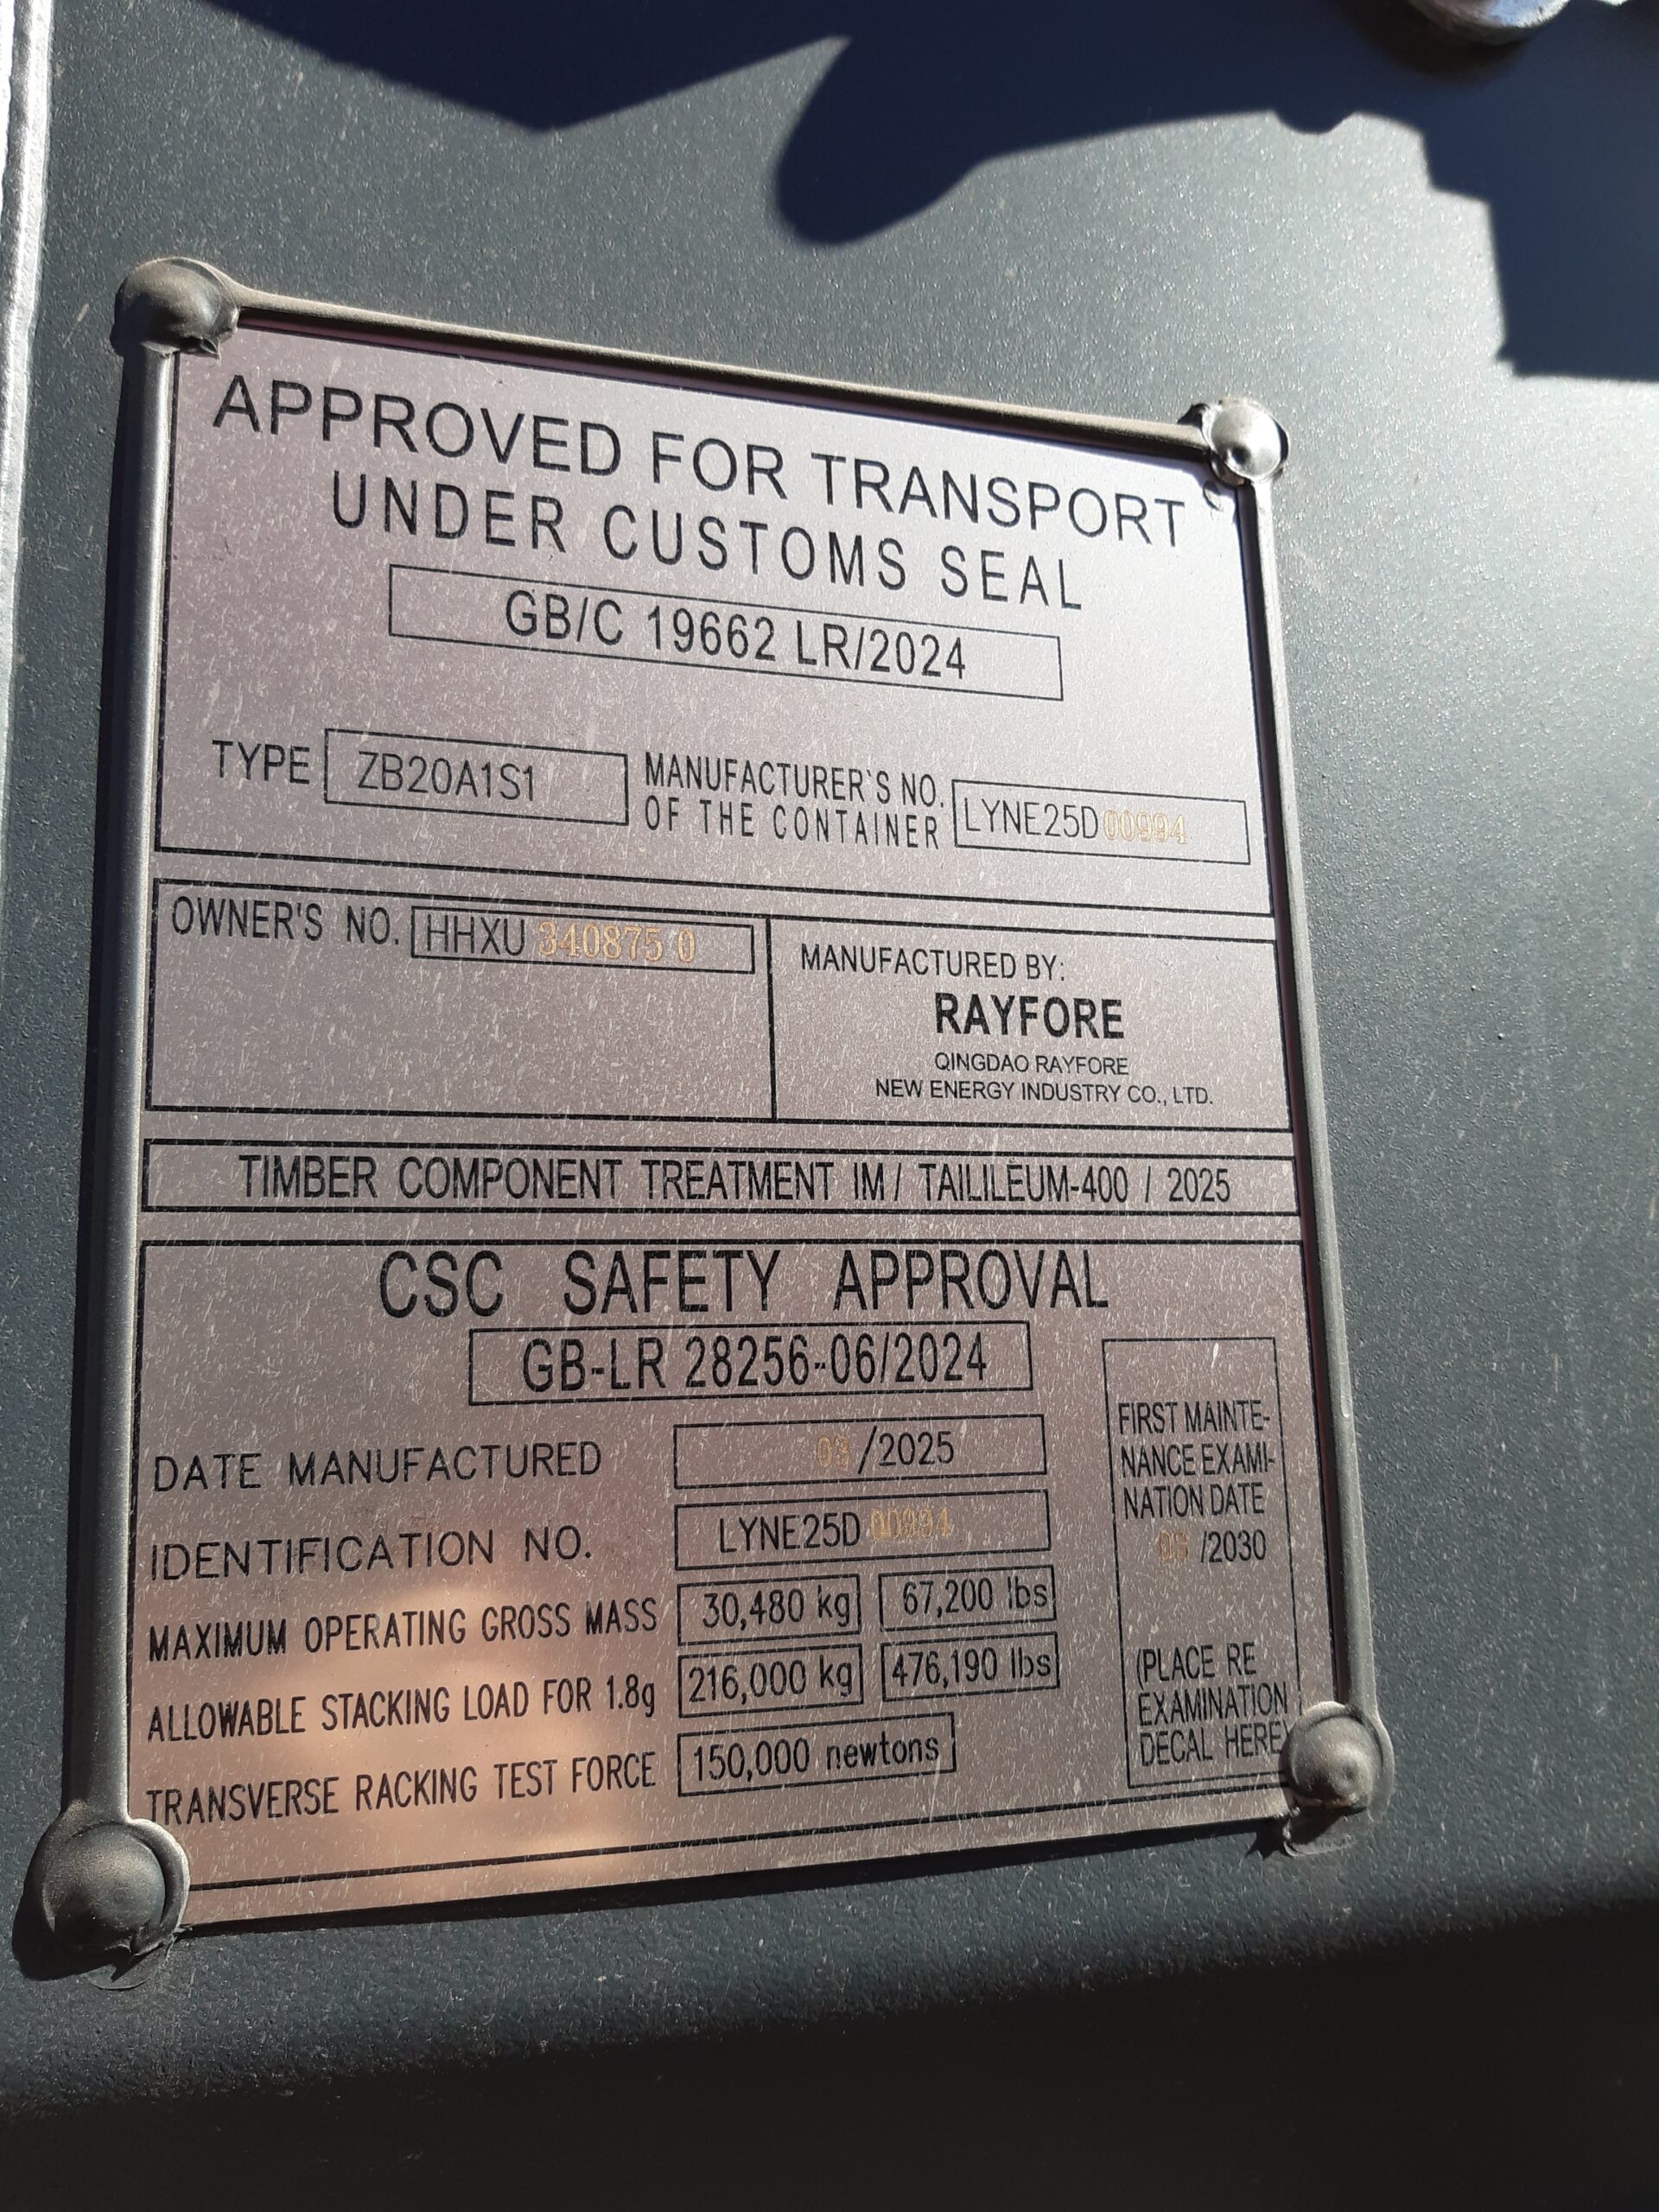 APPROVED FOR TRANSPORT
UNDER CUSTOMS SEAL
GB/C 19662 LR/2024
TYPE ZB20A1S1
MANUFACTURER'S NO.
OF THE CONTAINER
LYNE25D00994
OWNER'S NO. HHXU 340875 0
MANUFACTURED BY:
RAYFORE
QINGDAO RAYFORE
NEW ENERGY INDUSTRY CO., LTD.
TIMBER COMPONENT TREATMENT IM / TAILILEUM-400 / 2025
CSC SAFETY APPROVAL
GB-LR 28256-06/2024
DATE MANUFACTURED /2025
IDENTIFICATION NO. LYNE25D 00994
MAXIMUM OPERATING GROSS MASS 30,480 kg 67,200 lbs
ALLOWABLE STACKING LOAD FOR 1.8g 216,000 kg 476,190 lbs
TRANSVERSE RACKING TEST FORCE 150,000 newtons
FIRST MAINTE-
NANCE EXAMI-
NATION DATE
/2030
(PLACE RE
EXAMINATION
DECAL HERE)